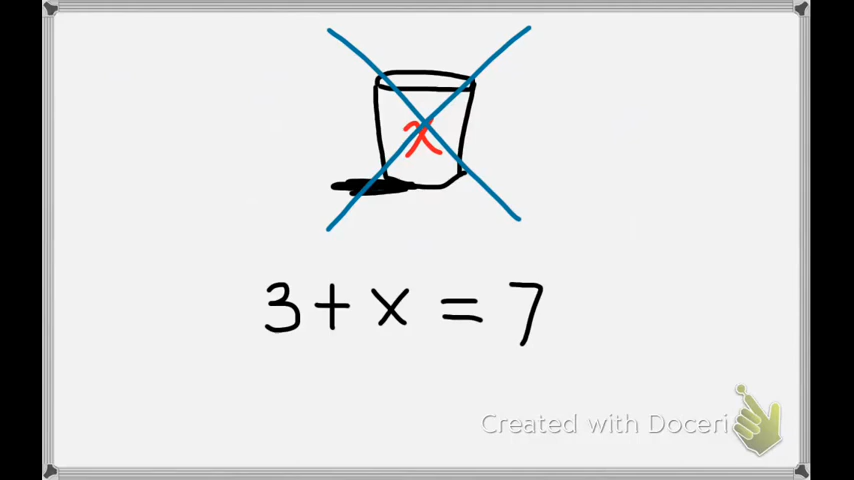 x
3 + x = 7
Created with Doceri